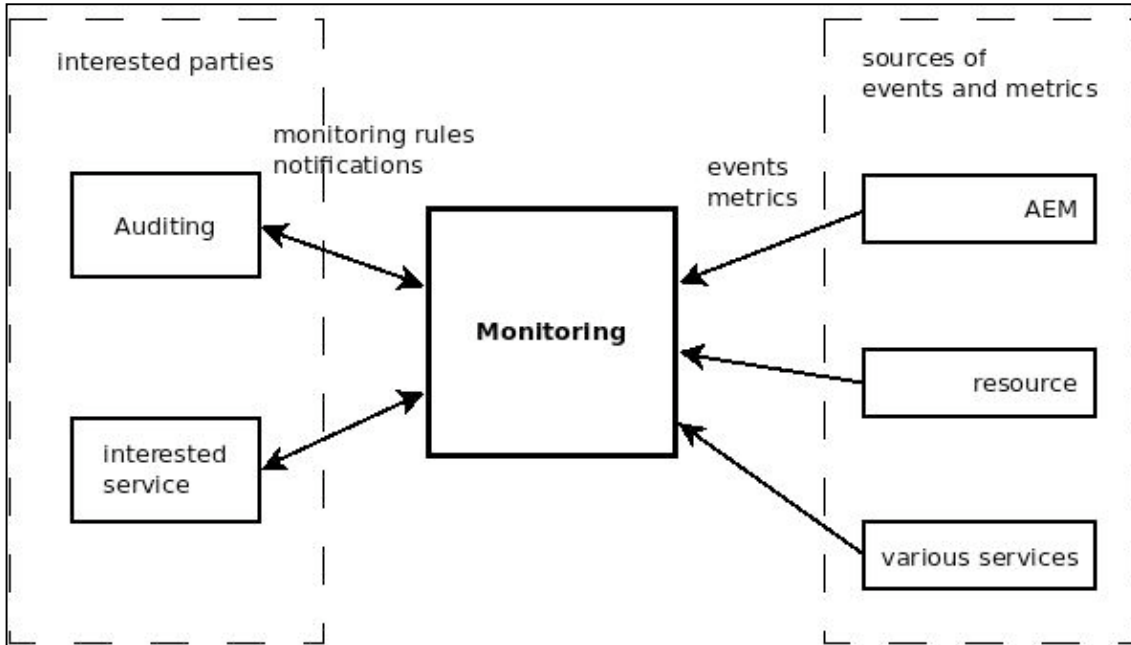 interested parties
monitoring rules
notifications
Auditing
interested
service
Monitoring
events
metrics
sources of
events and metrics
AEM
resource
various services